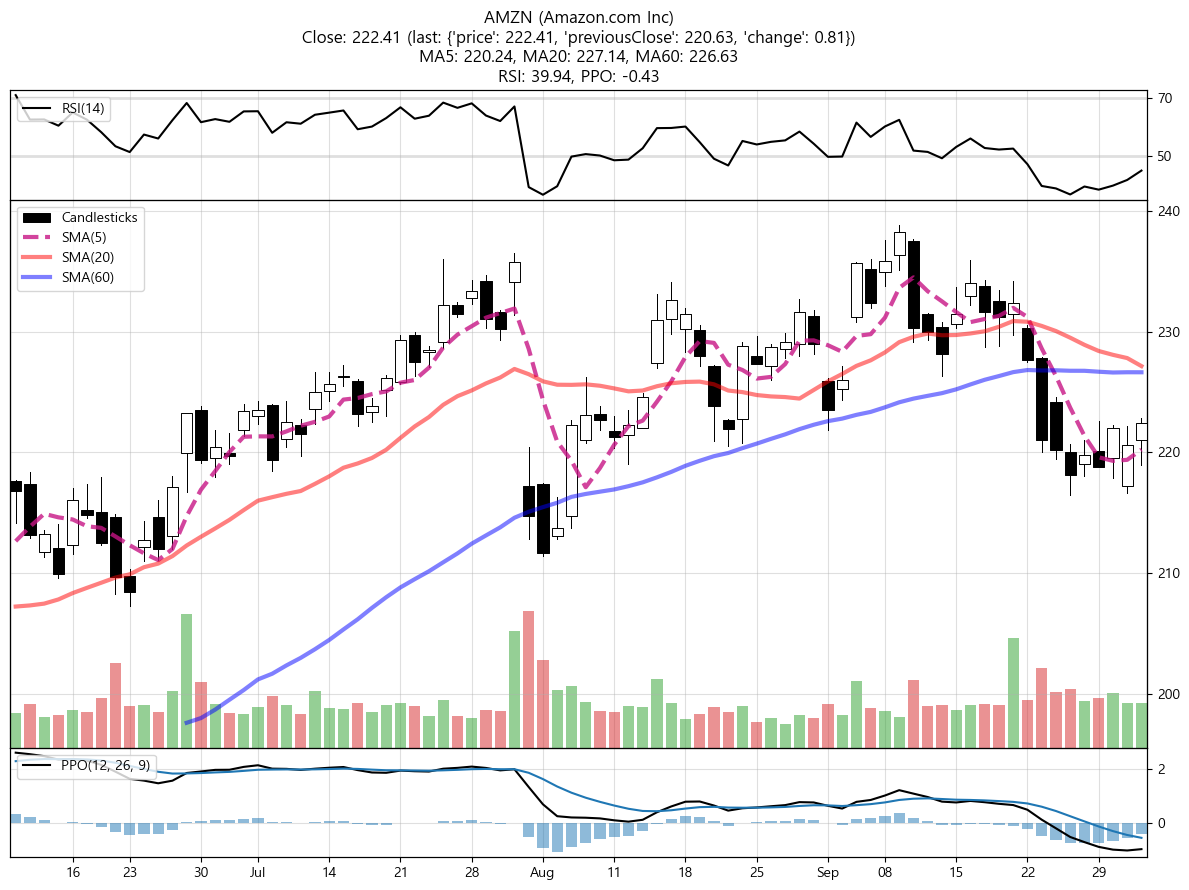 AMZN (Amazon.com Inc)
Close: 222.41 (last: {'price': 222.41, 'previousClose': 220.63, 'change': 0.81})
MA5: 220.24, MA20: 227.14, MA60: 226.63
RSI: 39.94, PPO: -0.43
RSI(14)
70
50
Candlesticks
SMA(5)
SMA(20)
SMA(60)
240
230
220
210
200
PPO(12, 26, 9)
2
0
16 23 30 Jul 14 21 28 Aug 11 18 25 Sep 08 15 22 29